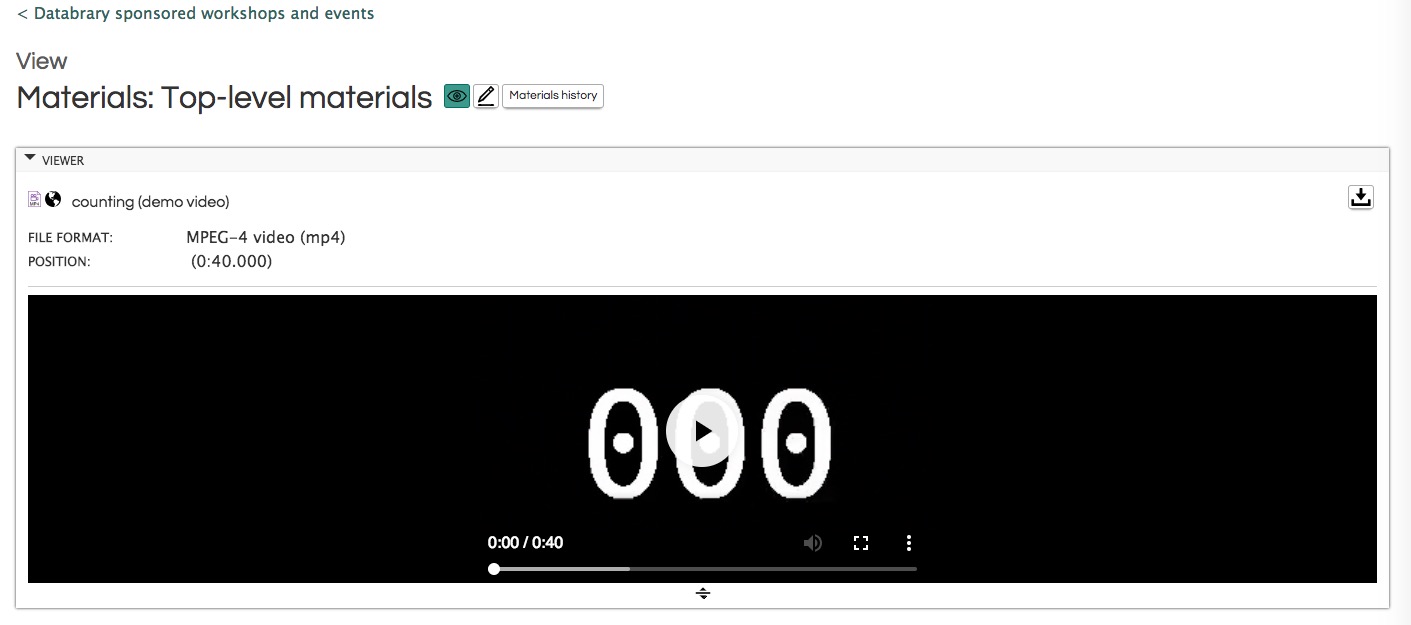 < Databrary sponsored workshops and events
View
Materials: Top-level materials Materials history
VIEWER
counting (demo video)
FILE FORMAT: MPEG-4 video (mp4)
POSITION: (0:40.000)
000
0:00 / 0:40